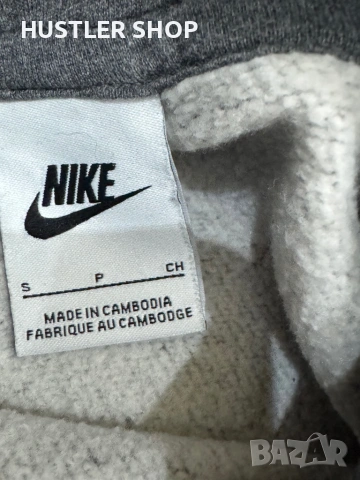 HUSTLER SHOP
NIKE
S P CH
MADE IN CAMBODIA
FABRIQUE AU CAMBODGE
BAZAR